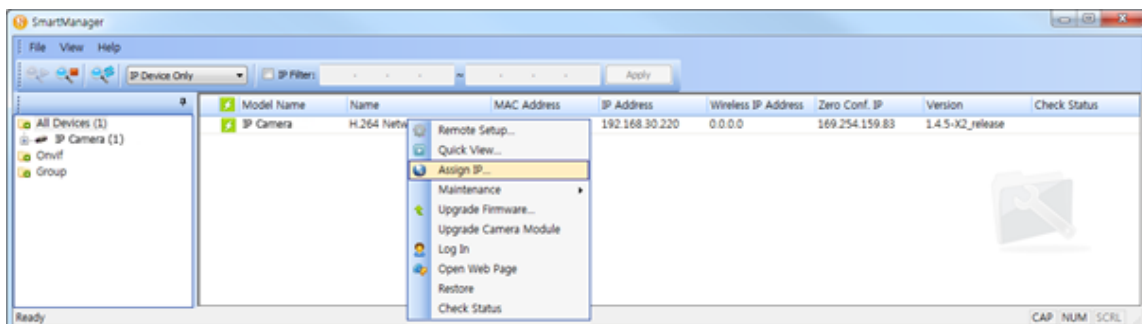 SmartManager
File View Help
IP Device Only IP Filter: . . . ~ . . . Apply
Model Name Name MAC Address IP Address Wireless IP Address Zero Conf. IP Version Check Status
All Devices (1)
IP Camera (1)
Onvif
Group
IP Camera H.264 Netw 192.168.30.220 0.0.0.0 169.254.159.83 1.4.5-X2_release
Remote Setup...
Quick View...
Assign IP...
Maintenance
Upgrade Firmware...
Upgrade Camera Module
Log In
Open Web Page
Restore
Check Status
Ready CAP NUM SCRL